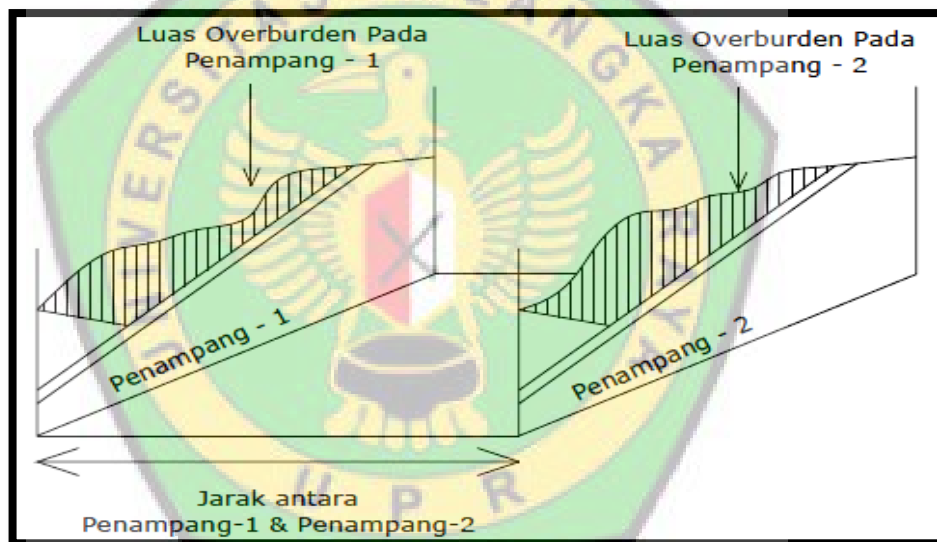 Luas Overburden Pada
Penampang - 1
Luas Overburden Pada
Penampang - 2
Penampang - 1
Penampang - 2
Jarak antara
Penampang-1 & Penampang-2
U P R